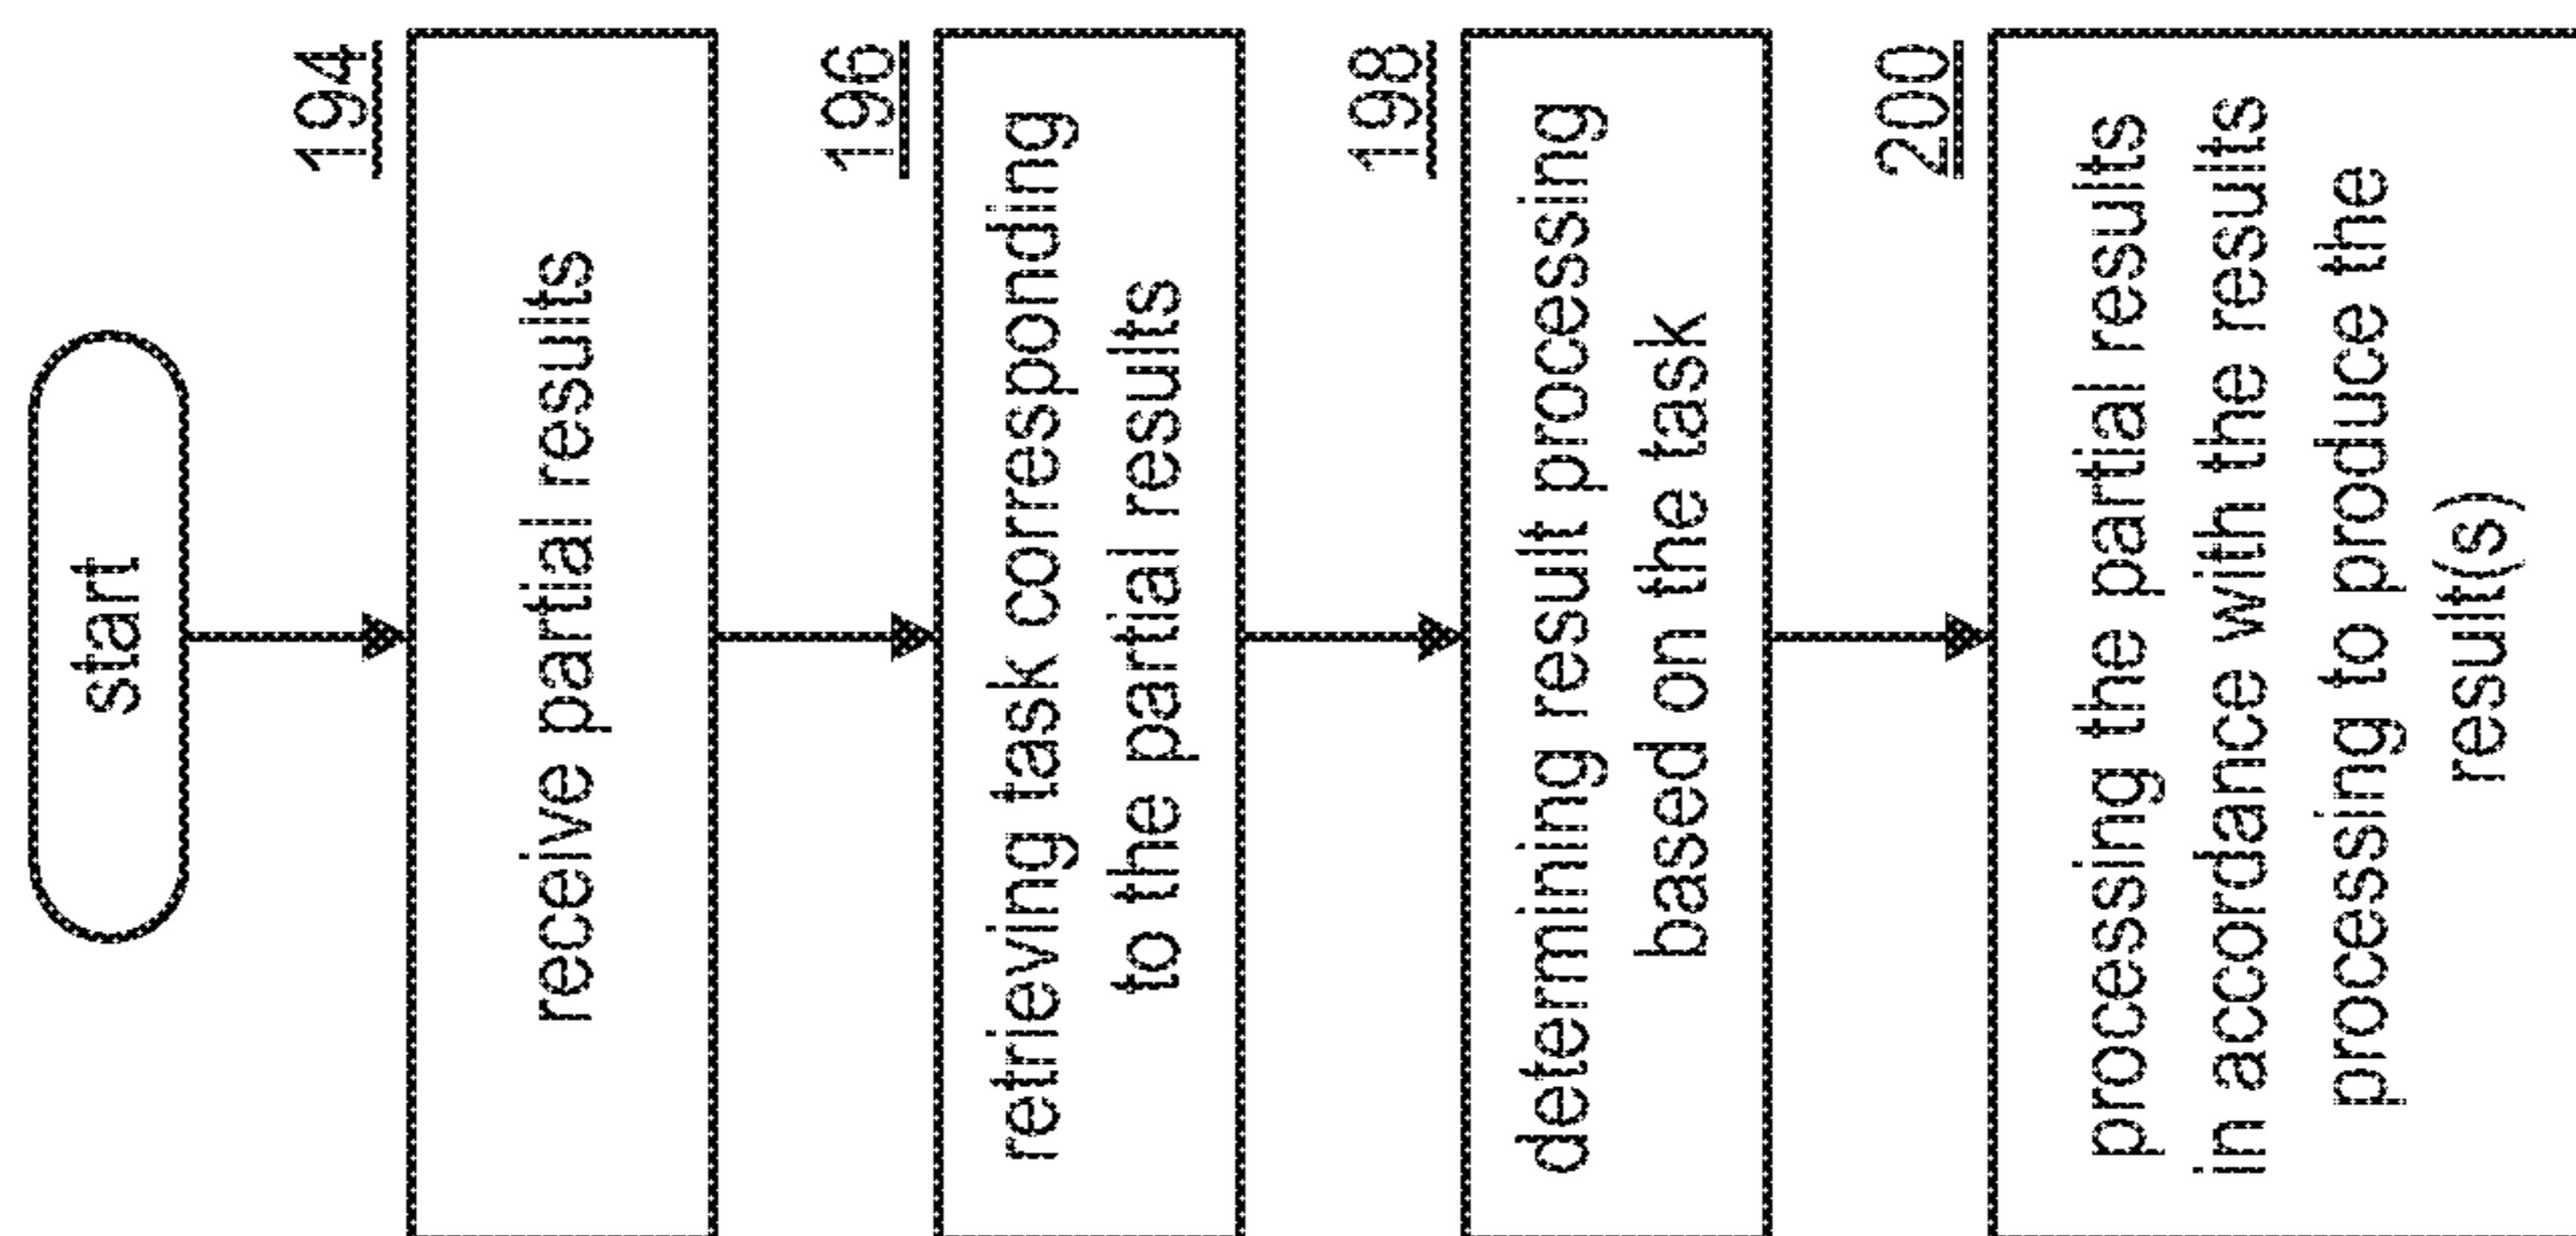 start
194
receive partial results
196
retrieving task corresponding
to the partial results
198
determining result processing
based on the task
200
processing the partial results
in accordance with the results
processing to produce the
result(s)